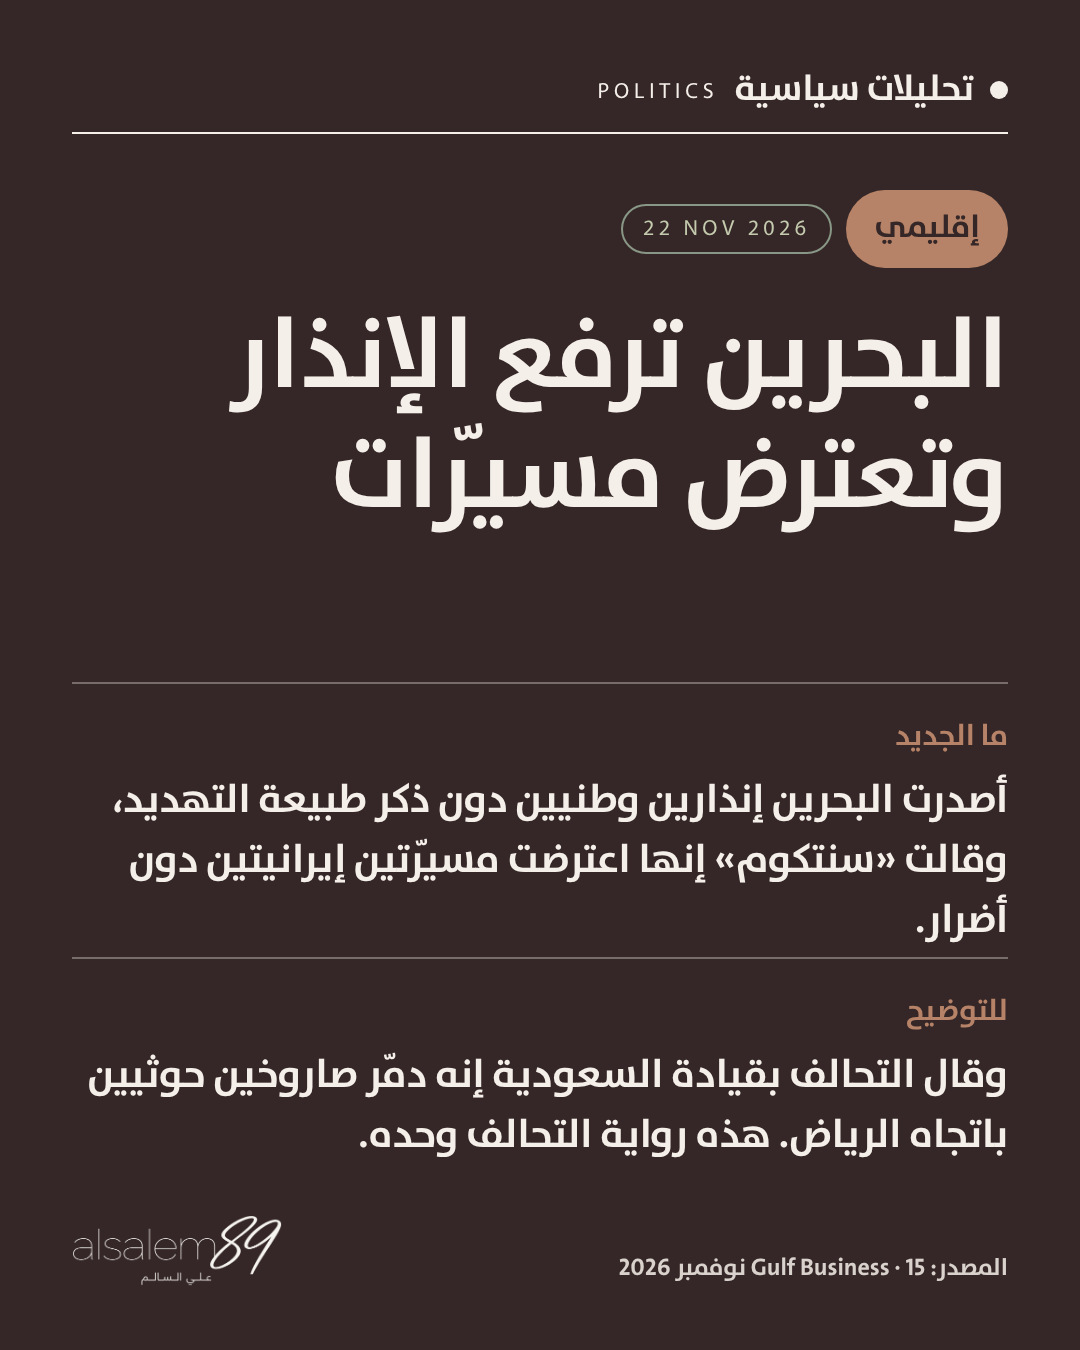 تحليلات سياسية POLITICS
إقليمي 22 NOV 2026
البحرين ترفع الإنذار
وتعترض مسيّرات
ما الجديد
أصدرت البحرين إنذارين وطنيين دون ذكر طبيعة التهديد،
وقالت «سنتكوم» إنها اعترضت مسيّرتين إيرانيتين دون
أضرار.
للتوضيح
وقال التحالف بقيادة السعودية إنه دمّر صاروخين حوثيين
باتجاه الرياض. هذه رواية التحالف وحده.
المصدر: Gulf Business · 15 نوفمبر 2026
alsalem89
علي السالم